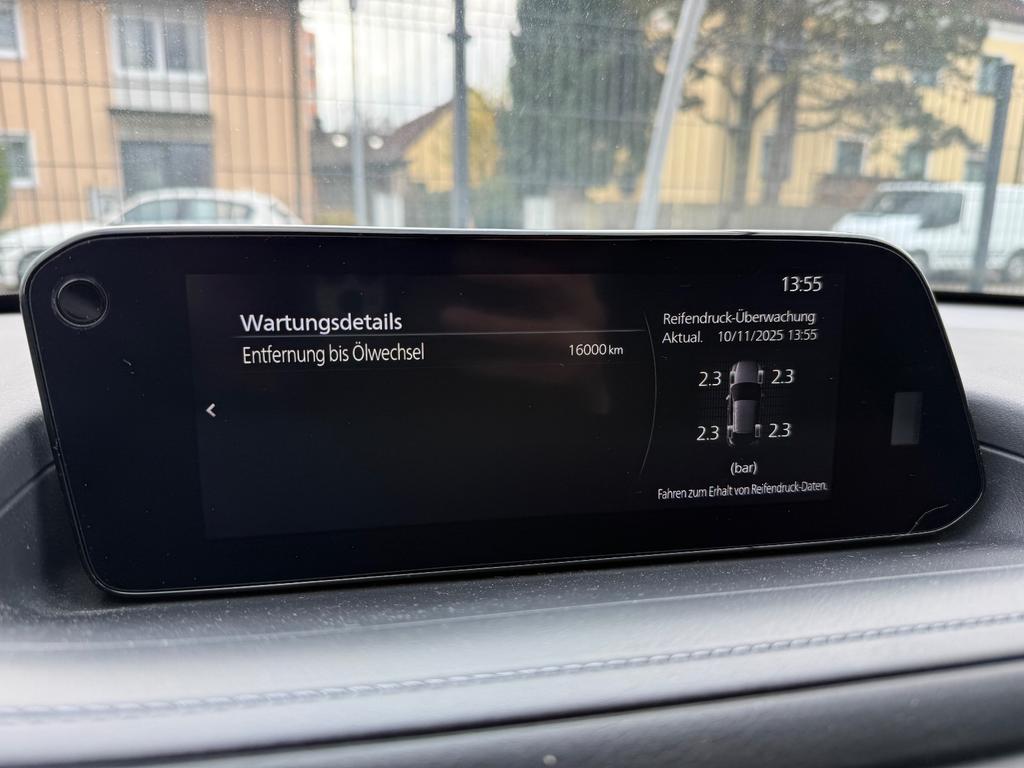 13:55
Wartungsdetails
Entfernung bis Ölwechsel 16000 km
Reifendruck-Überwachung
Aktual. 10/11/2025 13:55
2.3 2.3
2.3 2.3
(bar)
Fahren zum Erhalt von Reifendruck-Daten.